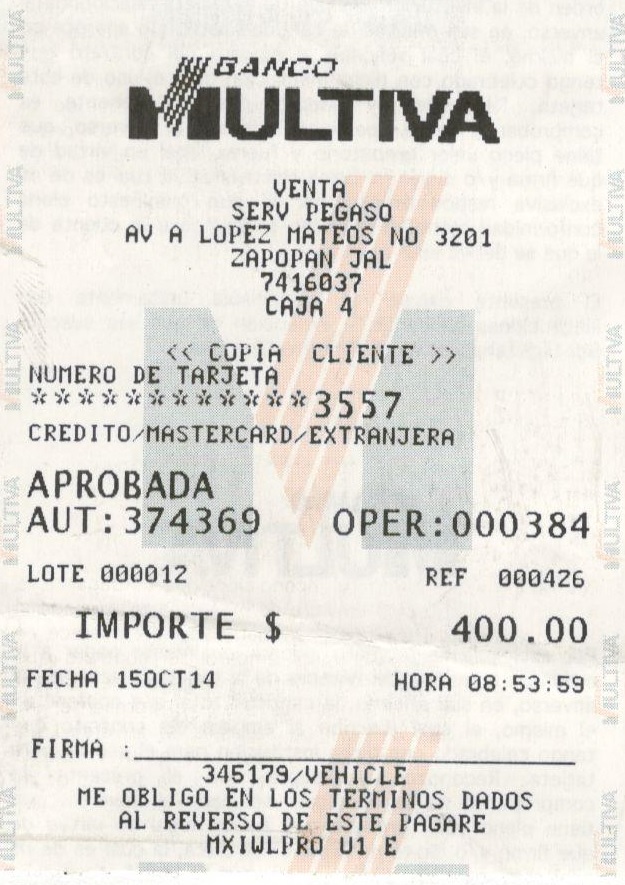 BANCO
MULTIVA
VENTA
SERV PEGASO
AV A LOPEZ MATEOS NO 3201
ZAPOPAN JAL
7416037
CAJA 4
<< COPIA CLIENTE >>
NUMERO DE TARJETA
************3557
CREDITO/MASTERCARD/EXTRANJERA
APROBADA
AUT:374369 OPER:000384
LOTE 000012 REF 000426
IMPORTE $ 400.00
FECHA 15OCT14 HORA 08:53:59
FIRMA :
345179/VEHICLE
ME OBLIGO EN LOS TERMINOS DADOS
AL REVERSO DE ESTE PAGARE
MXIWLPRO U1 E